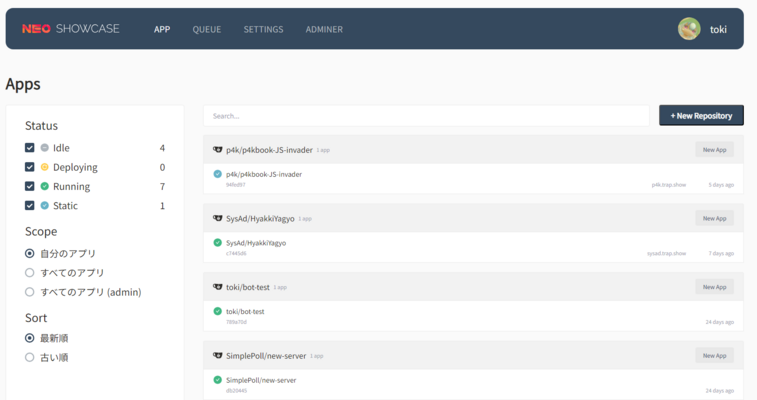 NEO SHOWCASE APP QUEUE SETTINGS ADMINER toki
Apps
Status
Idle 4
Deploying 0
Running 7
Static 1
Scope
自分のアプリ
すべてのアプリ
すべてのアプリ (admin)
Sort
最新順
古い順
Search...
+ New Repository
p4k/p4kbook-JS-invader 1 app New App
p4k/p4kbook-JS-invader
p4k.trap.show 5 days ago
SysAd/HyakkiYagyo 1 app New App
SysAd/HyakkiYagyo
c7445d5 sysad.trap.show 7 days ago
toki/bot-test 1 app New App
toki/bot-test
24 days ago
SimplePoll/new-server 1 app New App
SimplePoll/new-server
24 days ago